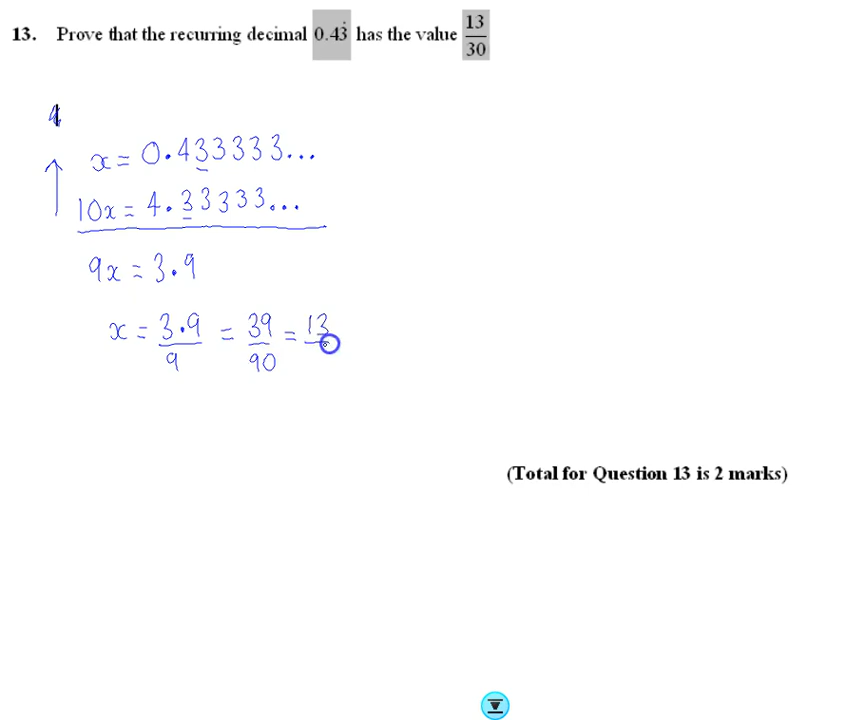 13. Prove that the recurring decimal 0.43̇ has the value 13/30
x = 0.433333...
10x = 4.33333...
9x = 3.9
x = 3.9/9 = 39/90 = 13
(Total for Question 13 is 2 marks)